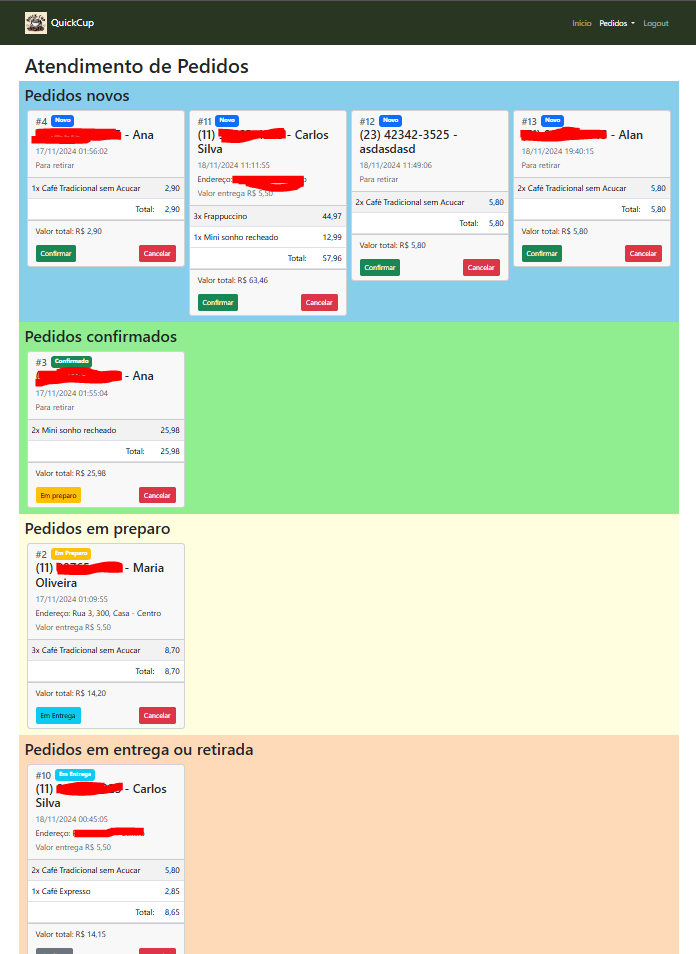 QuickCup
Início Pedidos Logout
Atendimento de Pedidos
Pedidos novos
#4 Novo
- Ana
17/11/2024 01:56:02
Para retirar
1x Café Tradicional sem Acucar 2,90
Total: 2,90
Valor total: R$ 2,90
Confirmar Cancelar
#11 Novo
(11) - Carlos
Silva
18/11/2024 11:11:55
Endereço:
Valor entrega R$ 5,50
3x Frappuccino 44,97
1x Mini sonho recheado 12,99
Total: 57,96
Valor total: R$ 63,46
Confirmar Cancelar
#12 Novo
(23) 42342-3525 -
asdasdasd
18/11/2024 11:49:06
Para retirar
2x Café Tradicional sem Acucar 5,80
Total: 5,80
Valor total: R$ 5,80
Confirmar Cancelar
#13 Novo
- Alan
18/11/2024 19:40:15
Para retirar
2x Café Tradicional sem Acucar 5,80
Total: 5,80
Valor total: R$ 5,80
Confirmar Cancelar
Pedidos confirmados
#3 Confirmado
- Ana
17/11/2024 01:55:04
Para retirar
2x Mini sonho recheado 25,98
Total: 25,98
Valor total: R$ 25,98
Em preparo Cancelar
Pedidos em preparo
#2 Em Preparo
(11) - Maria
Oliveira
17/11/2024 01:09:55
Endereço: Rua 3, 300, Casa - Centro
Valor entrega R$ 5,50
3x Café Tradicional sem Acucar 8,70
Total: 8,70
Valor total: R$ 14,20
Em Entrega Cancelar
Pedidos em entrega ou retirada
#10 Em Entrega
(11) - Carlos
Silva
18/11/2024 00:45:05
Endereço:
Valor entrega R$ 5,50
2x Café Tradicional sem Acucar 5,80
1x Café Expresso 2,85
Total: 8,65
Valor total: R$ 14,15